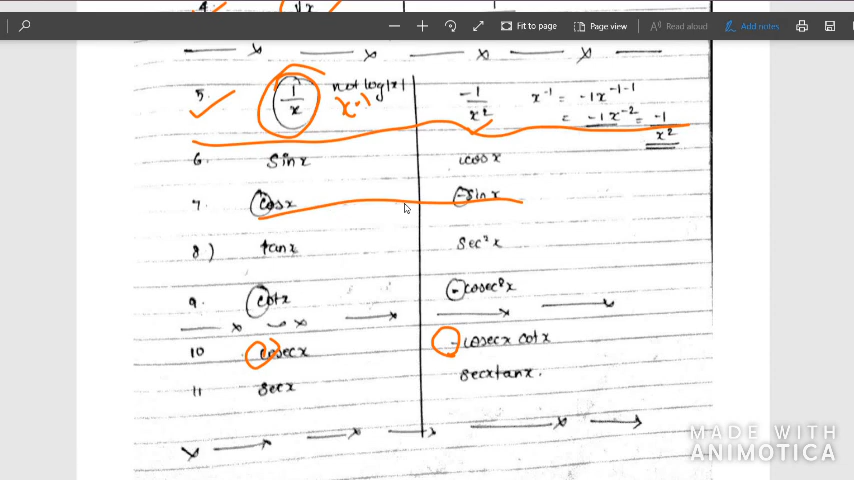 Fit to page Page view Read aloud Add notes
4. √x 1
5. 1/x not log|x| -1/x² x⁻¹ = -1x⁻¹⁻¹
x-1 = -1x⁻² = -1/x²
6. Sinx cosx
7. cosx -sinx
8) tanx sec²x
9. cotx -cosec²x
10 cosecx -cosecx cotx
11 secx secxtanx.
MADE WITH
ANIMOTICA